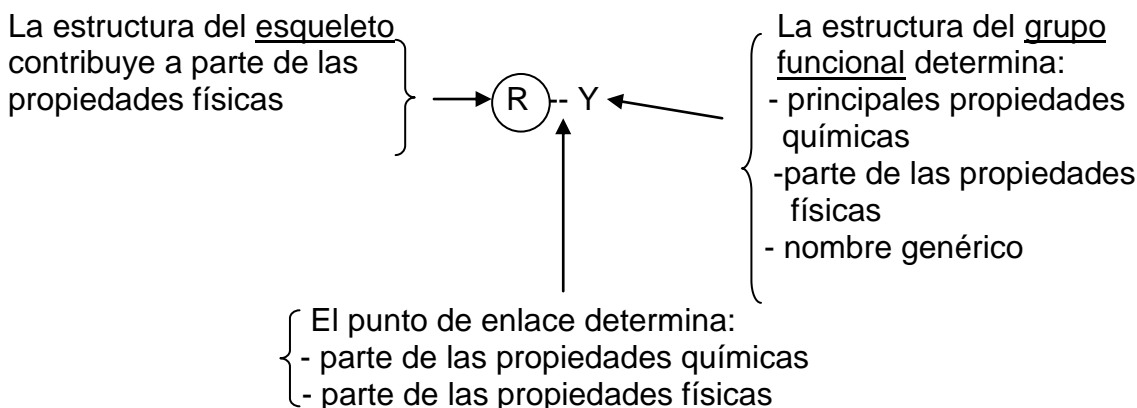 La estructura del esqueleto
contribuye a parte de las
propiedades físicas
R -- Y
La estructura del grupo
funcional determina:
- principales propiedades
químicas
-parte de las propiedades
físicas
- nombre genérico
El punto de enlace determina:
- parte de las propiedades químicas
- parte de las propiedades físicas